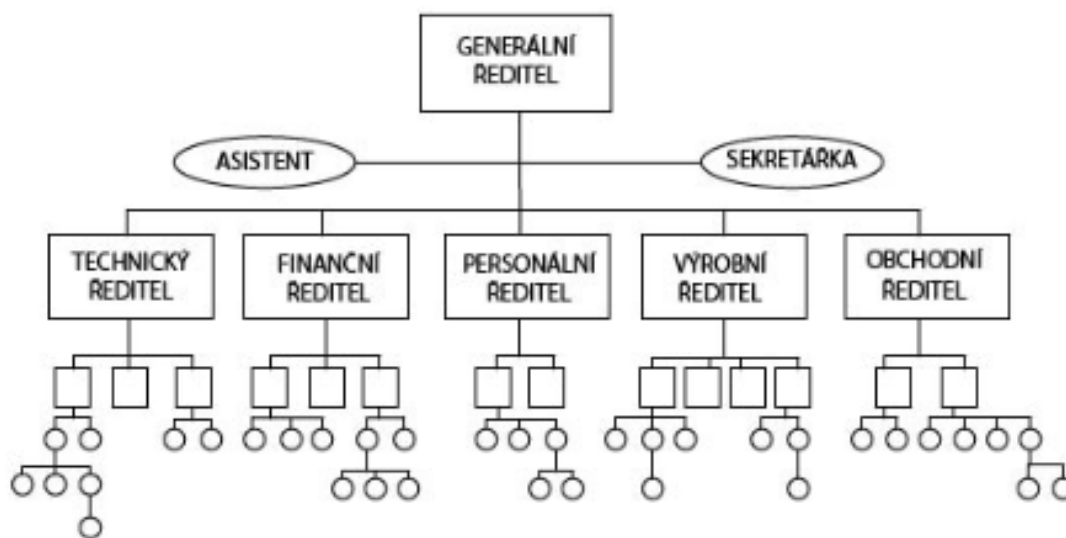 GENERÁLNÍ
ŘEDITEL
ASISTENT
SEKRETÁŘKA
TECHNICKÝ
ŘEDITEL
FINANČNÍ
ŘEDITEL
PERSONÁLNÍ
ŘEDITEL
VÝROBNÍ
ŘEDITEL
OBCHODNÍ
ŘEDITEL